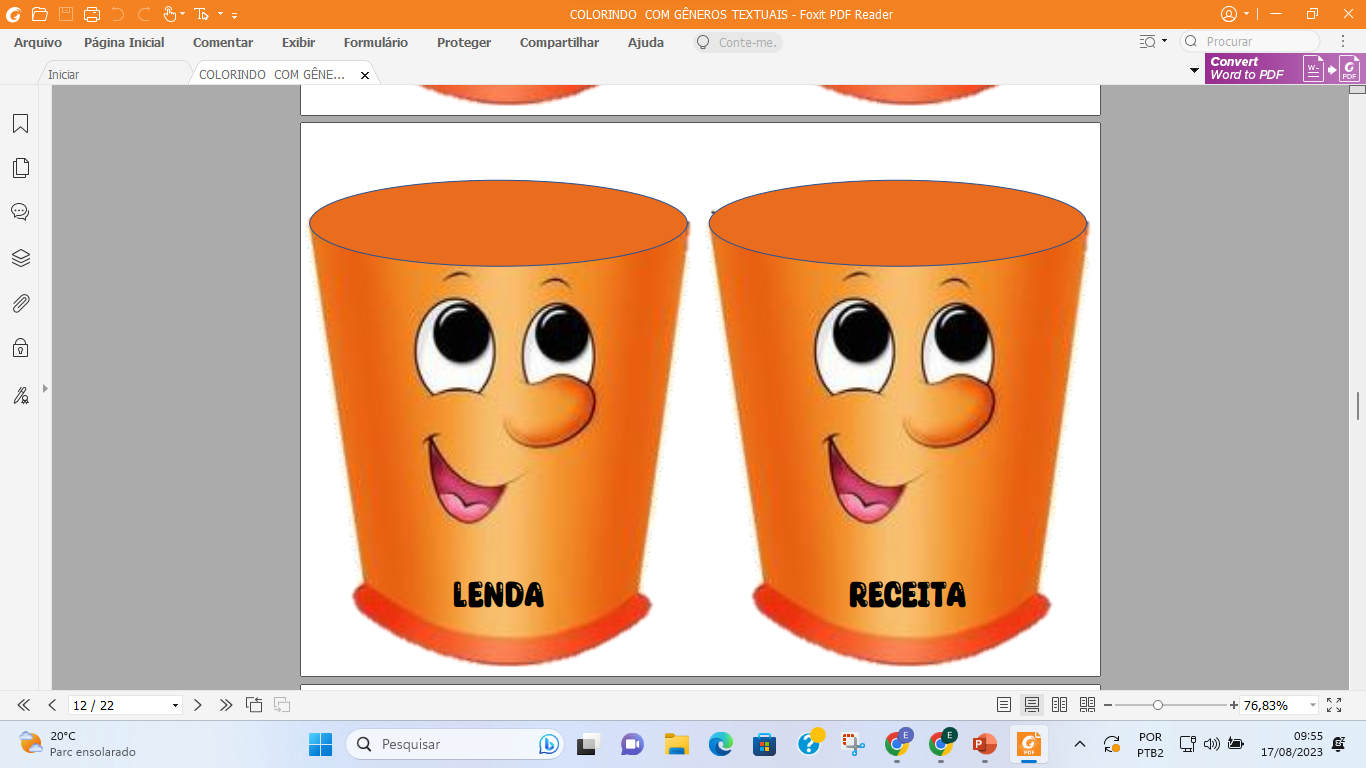 COLORINDO  COM GÊNEROS TEXTUAIS - Foxit PDF Reader
Arquivo Página Inicial Comentar Exibir Formulário Proteger Compartilhar Ajuda Conte-me. Procurar
Iniciar COLORINDO  COM GÊNE...
Convert
Word to PDF
LENDA RECEITA
12 / 22 76,83%
20°C
Parc ensolarado
Pesquisar
POR
PTB2
09:55
17/08/2023